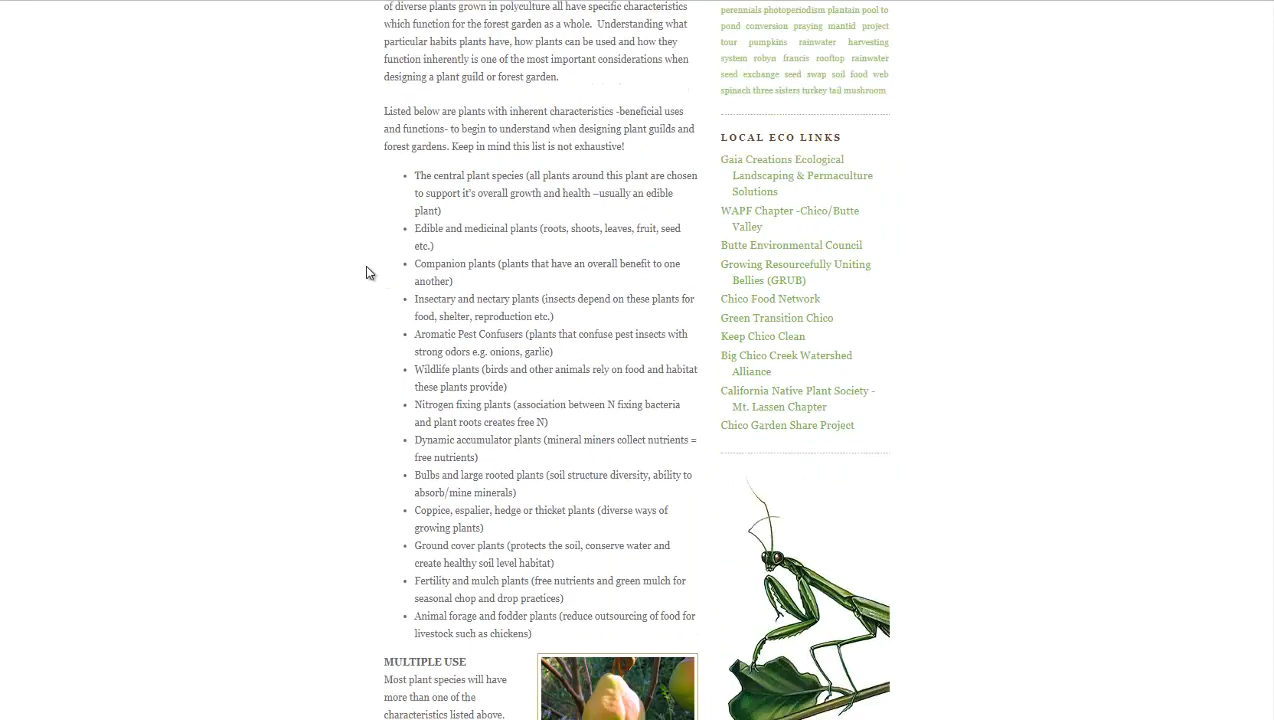 of diverse plants grown in polyculture all have specific characteristics
which function for the forest garden as a whole.  Understanding what
particular habits plants have, how plants can be used and how they
function inherently is one of the most important considerations when
designing a plant guild or forest garden.
Listed below are plants with inherent characteristics -beneficial uses
and functions- to begin to understand when designing plant guilds and
forest gardens. Keep in mind this list is not exhaustive!
• The central plant species (all plants around this plant are chosen
to support it's overall growth and health –usually an edible
plant)
• Edible and medicinal plants (roots, shoots, leaves, fruit, seed
etc.)
• Companion plants (plants that have an overall benefit to one
another)
• Insectary and nectary plants (insects depend on these plants for
food, shelter, reproduction etc.)
• Aromatic Pest Confusers (plants that confuse pest insects with
strong odors e.g. onions, garlic)
• Wildlife plants (birds and other animals rely on food and habitat
these plants provide)
• Nitrogen fixing plants (association between N fixing bacteria
and plant roots creates free N)
• Dynamic accumulator plants (mineral miners collect nutrients =
free nutrients)
• Bulbs and large rooted plants (soil structure diversity, ability to
absorb/mine minerals)
• Coppice, espalier, hedge or thicket plants (diverse ways of
growing plants)
• Ground cover plants (protects the soil, conserve water and
create healthy soil level habitat)
• Fertility and mulch plants (free nutrients and green mulch for
seasonal chop and drop practices)
• Animal forage and fodder plants (reduce outsourcing of food for
livestock such as chickens)
MULTIPLE USE
Most plant species will have
more than one of the
characteristics listed above.
perennials photoperiodism plantain pool to
pond conversion praying mantid project
tour pumpkins rainwater harvesting
system robyn francis rooftop rainwater
seed exchange seed swap soil food web
spinach three sisters turkey tail mushroom
LOCAL ECO LINKS
Gaia Creations Ecological
Landscaping & Permaculture
Solutions
WAPF Chapter -Chico/Butte
Valley
Butte Environmental Council
Growing Resourcefully Uniting
Bellies (GRUB)
Chico Food Network
Green Transition Chico
Keep Chico Clean
Big Chico Creek Watershed
Alliance
California Native Plant Society -
Mt. Lassen Chapter
Chico Garden Share Project